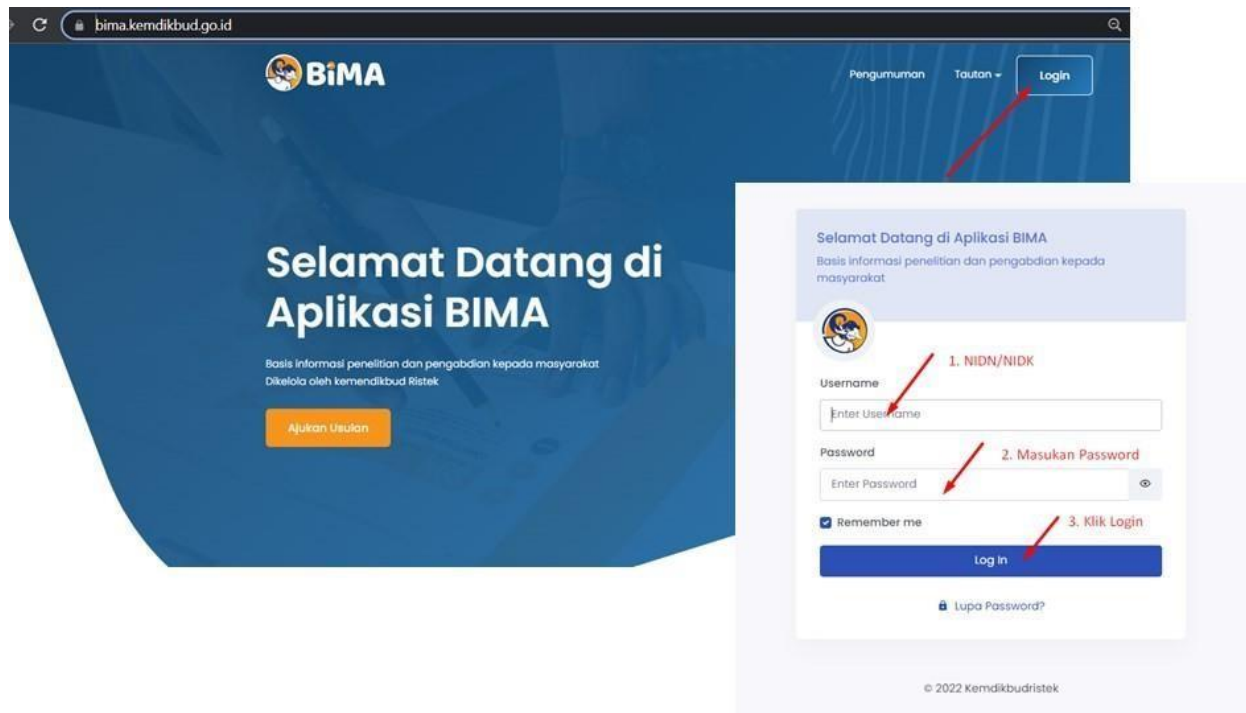 bima.kemdikbud.go.id
BiMA
Pengumuman
Tautan
Login
Selamat Datang di
Aplikasi BIMA
Basis informasi penelitian dan pengabdian kepada masyarakat
Dikelola oleh kemendikbud Ristek
Ajukan Usulan
Selamat Datang di Aplikasi BIMA
Basis informasi penelitian dan pengabdian kepada
masyarakat
1. NIDN/NIDK
Username
Enter Username
Password
2. Masukan Password
Enter Password
Remember me
3. Klik Login
Log In
Lupa Password?
© 2022 Kemdikbudristek